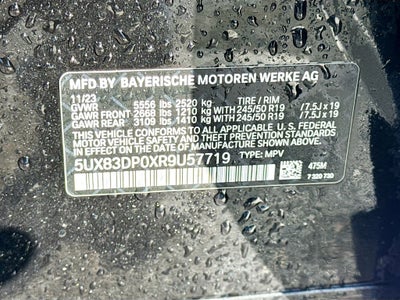 MFD BY BAYERISCHE MOTOREN WERKE AG
11/23 TIRE / RIM
GVWR 5556 lbs 2520 kg
GAWR FRONT 2668 lbs 1210 kg WITH 245/50 R19 /7.5J x 19
GAWR REAR 3109 lbs 1410 kg WITH 245/50 R19 /7.5J x 19
THIS VEHICLE CONFORMS TO ALL APPLICABLE U.S. FEDERAL
MOTOR VEHICLE SAFETY AND THEFT PREVENTION STANDARDS
IN EFFECT ON THE DATE OF MANUFACTURE SHOWN ABOVE.
5UX83DP0XR9U57719 TYPE: MPV
475M
7 320 730